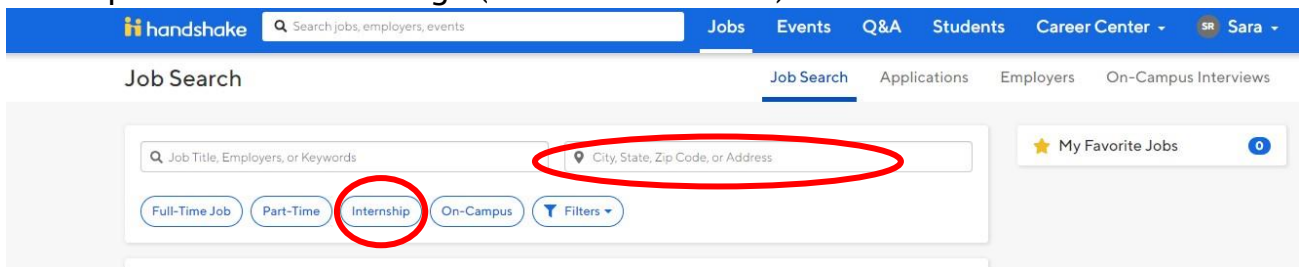 handshake Search jobs, employers, events Jobs Events Q&A Students Career Center SR Sara
Job Search Job Search Applications Employers On-Campus Interviews
Job Title, Employers, or Keywords City, State, Zip Code, or Address My Favorite Jobs 0
Full-Time Job Part-Time Internship On-Campus Filters